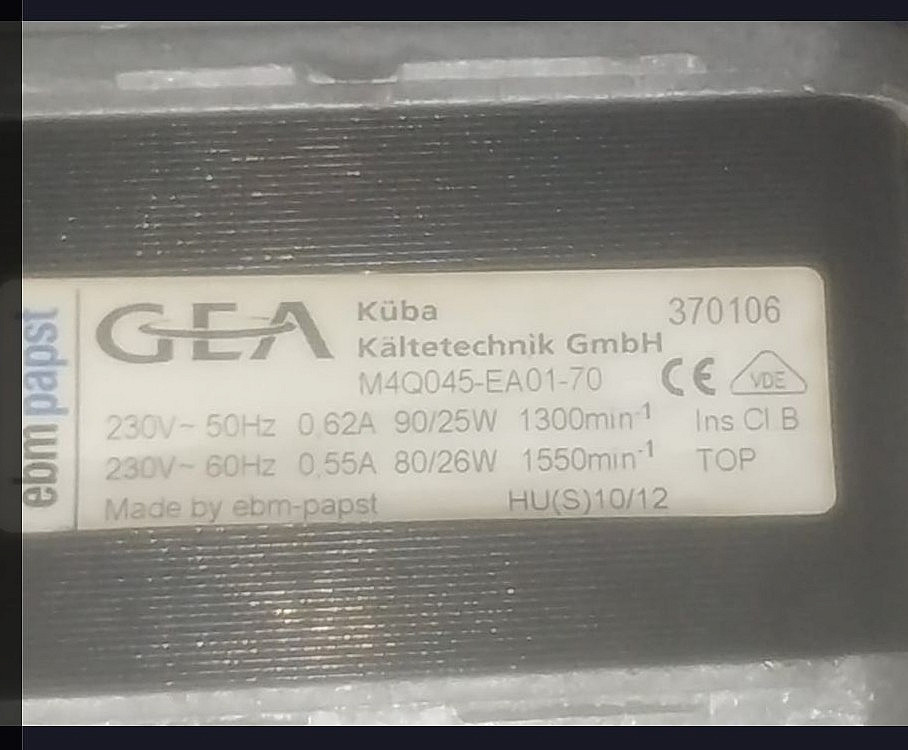 ebmpapst
GEA
Küba 370106
Kältetechnik GmbH
M4Q045-EA01-70 CE VDE
230V~ 50Hz 0.62A 90/25W 1300min-1 Ins Cl B
230V~ 60Hz 0.55A 80/26W 1550min-1 TOP
Made by ebm-papst HU(S)10/12